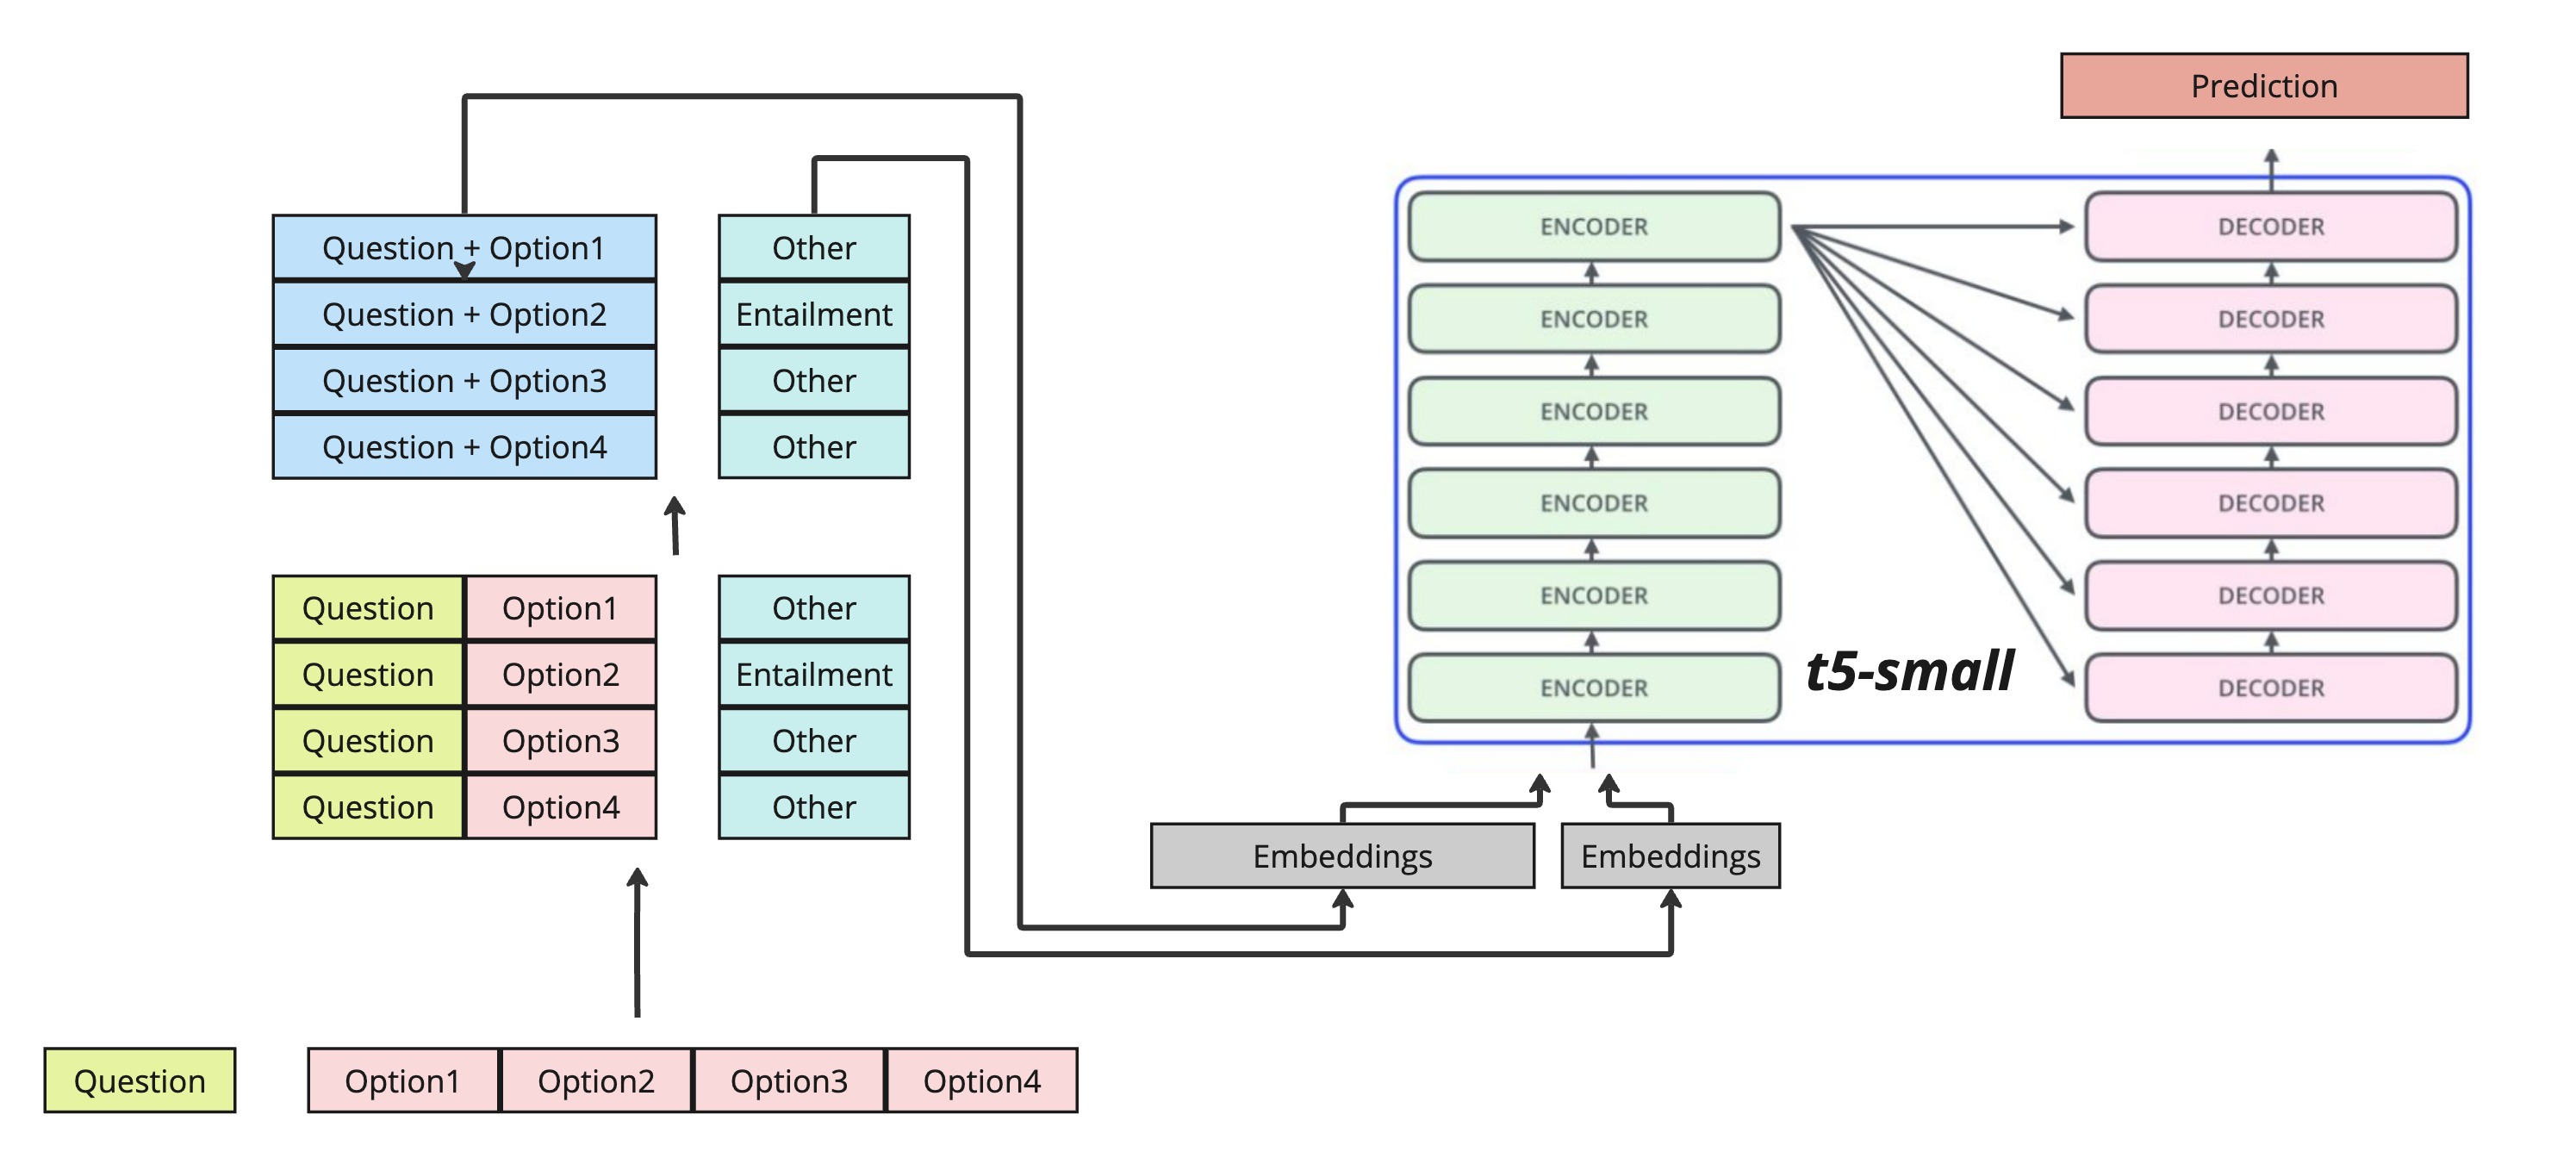 Prediction
Question + Option1
Question + Option2
Question + Option3
Question + Option4
Other
Entailment
Other
Other
Question Option1
Question Option2
Question Option3
Question Option4
Other
Entailment
Other
Other
Question
Option1 Option2 Option3 Option4
Embeddings
Embeddings
ENCODER
ENCODER
ENCODER
ENCODER
ENCODER
ENCODER
t5-small
DECODER
DECODER
DECODER
DECODER
DECODER
DECODER